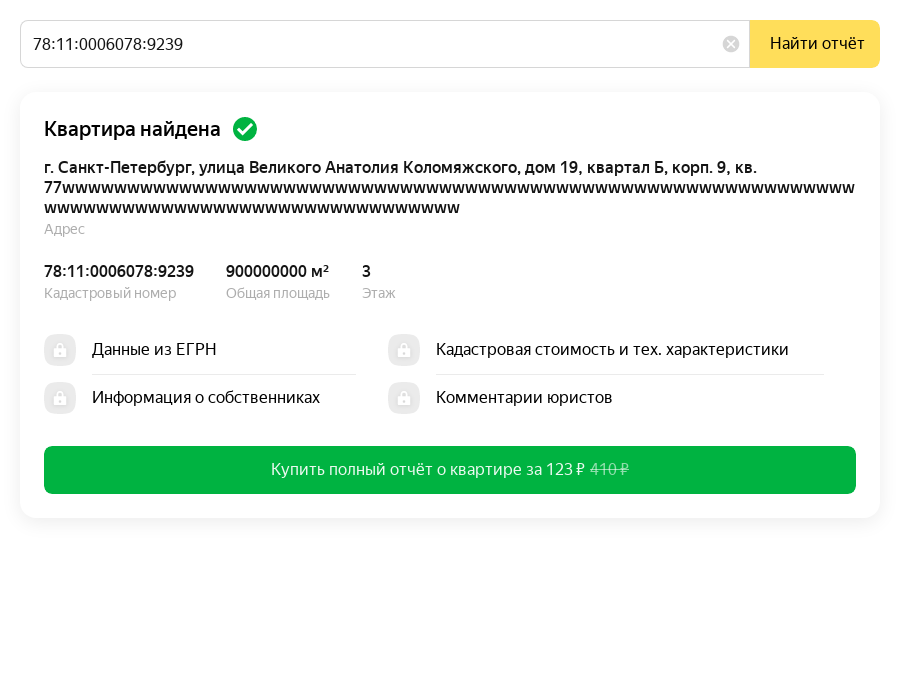 78:11:0006078:9239
Найти отчёт
Квартира найдена
г. Санкт-Петербург, улица Великого Анатолия Коломяжского, дом 19, квартал Б, корп. 9, кв.
77wwwwwwwwwwwwwwwwwwwwwwwwwwwwwwwwwwwwwwwwwwwwwwwwwwwwwwwwwwwww
wwwwwwwwwwwwwwwwwwwwwwwwwwwwwwww
Адрес
78:11:0006078:9239 900000000 м² 3
Кадастровый номер Общая площадь Этаж
Данные из ЕГРН Кадастровая стоимость и тех. характеристики
Информация о собственниках Комментарии юристов
Купить полный отчёт о квартире за 123 ₽ 410 ₽